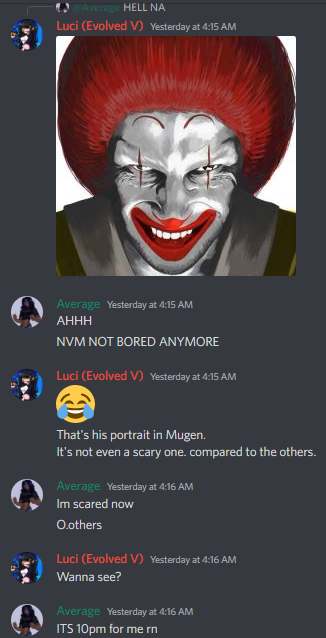 @Average HELL NA
Luci (Evolved V) Yesterday at 4:15 AM
Average Yesterday at 4:15 AM
AHHH
NVM NOT BORED ANYMORE
Luci (Evolved V) Yesterday at 4:15 AM
That's his portrait in Mugen.
It's not even a scary one. compared to the others.
Average Yesterday at 4:16 AM
Im scared now
O.others
Luci (Evolved V) Yesterday at 4:16 AM
Wanna see?
Average Yesterday at 4:16 AM
ITS 10pm for me rn